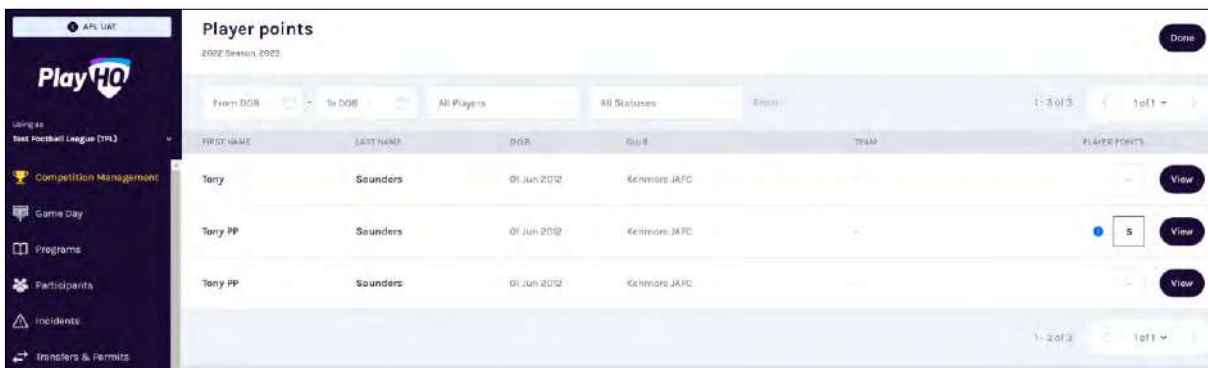 AFL UAT
PlayHQ
Using as
Test Football League (TFL)
Competition Management
Game Day
Programs
Participants
Incidents
Transfers & Permits
Player points
2022 Season, 2022
Done
From DOB - To DOB All Players All Statuses 1-3 of 3 1 of 1
FIRST NAME LAST NAME D.O.B CLUB TEAM PLAYER POINTS
Tony Saunders 01 Jun 2012 Kenmore JAFC - - View
Tony PP Saunders 01 Jun 2012 Kenmore JAFC - 5 View
Tony PP Saunders 01 Jun 2012 Kenmore JAFC - - View
1-3 of 3 1 of 1